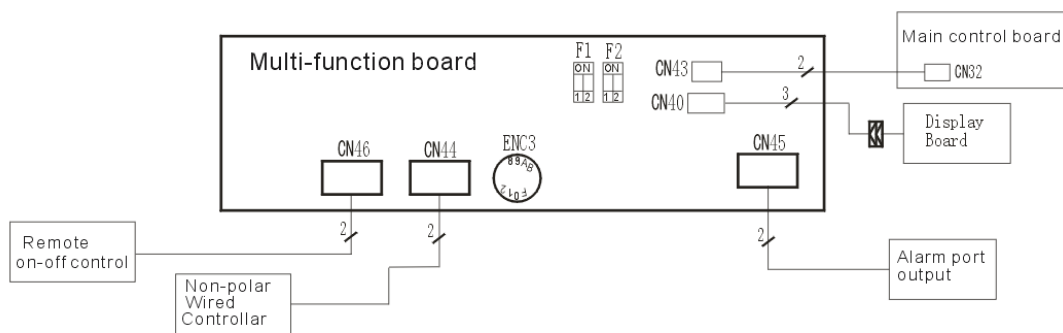 Multi-function board
F1
F2
ON
ON
1 2
1 2
CN43
2
CN40
3
Main control board
CN32
Display
Board
CN46
CN44
ENC3
89AB
F012
CN45
2
2
2
Remote
on-off control
Non-polar
Wired
Controllar
Alarm port
output